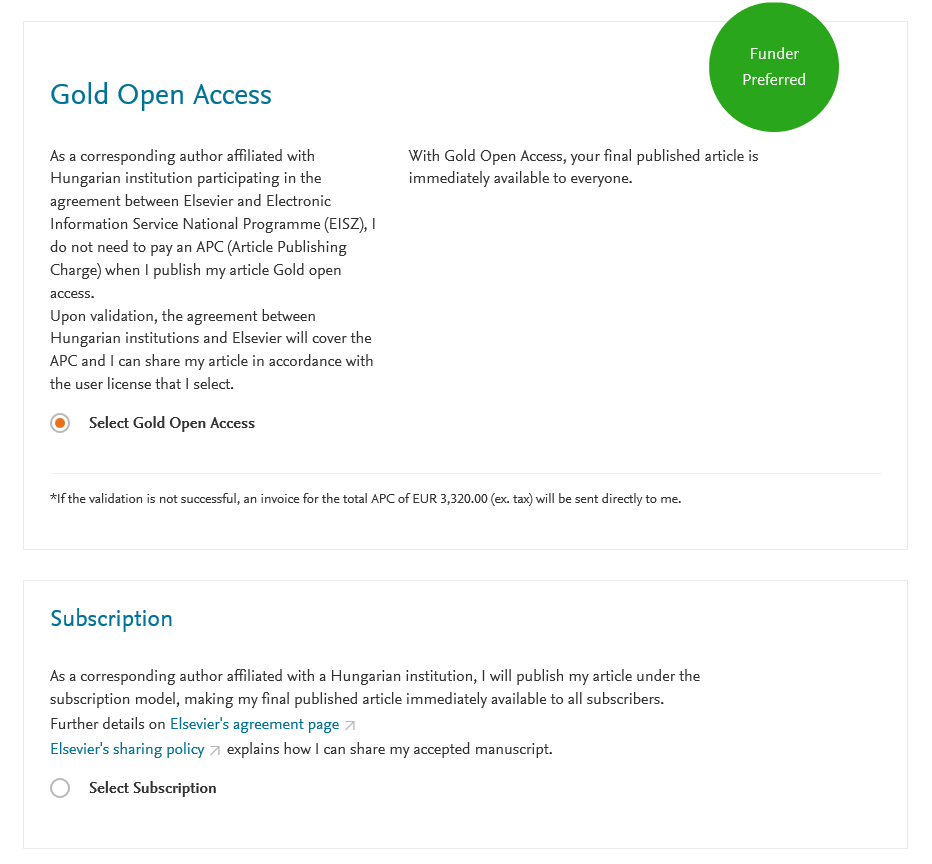 Funder
Preferred
Gold Open Access
As a corresponding author affiliated with
Hungarian institution participating in the
agreement between Elsevier and Electronic
Information Service National Programme (EISZ), I
do not need to pay an APC (Article Publishing
Charge) when I publish my article Gold open
access.
Upon validation, the agreement between
Hungarian institutions and Elsevier will cover the
APC and I can share my article in accordance with
the user license that I select.
With Gold Open Access, your final published article is
immediately available to everyone.
Select Gold Open Access
*If the validation is not successful, an invoice for the total APC of EUR 3,320.00 (ex. tax) will be sent directly to me.
Subscription
As a corresponding author affiliated with a Hungarian institution, I will publish my article under the
subscription model, making my final published article immediately available to all subscribers.
Further details on Elsevier's agreement page
Elsevier's sharing policy explains how I can share my accepted manuscript.
Select Subscription